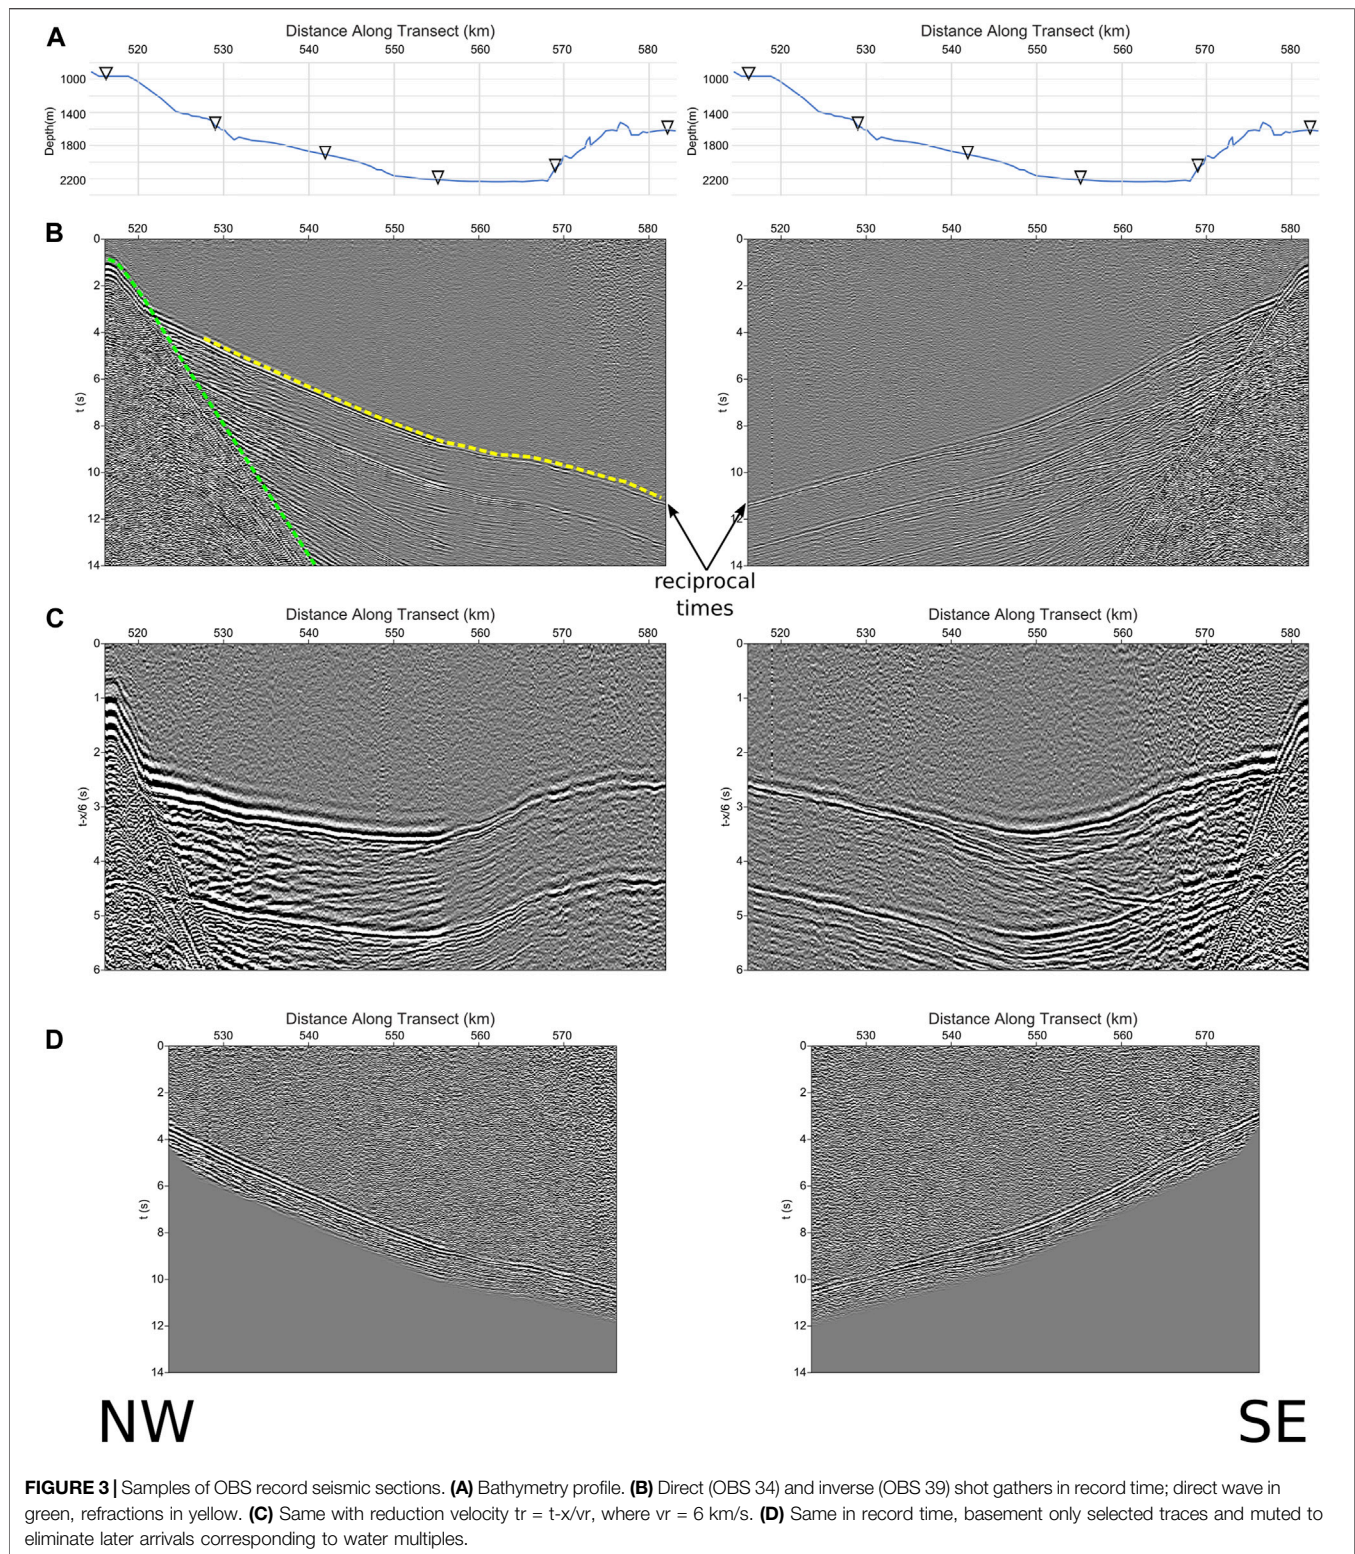 A
Distance Along Transect (km)
Distance Along Transect (km)
520 530 540 550 560 570 580
520 530 540 550 560 570 580
Depth(m)
1000
1400
1800
2200
Depth(m)
1000
1400
1800
2200
B
520 530 540 550 560 570 580
520 530 540 550 560 570 580
t (s)
0
2
4
6
8
10
12
14
t (s)
0
2
4
6
8
10
12
14
reciprocal
times
C
Distance Along Transect (km)
Distance Along Transect (km)
520 530 540 550 560 570 580
520 530 540 550 560 570 580
t-x/6 (s)
0
1
2
3
4
5
6
t-x/6 (s)
0
1
2
3
4
5
6
D
Distance Along Transect (km)
Distance Along Transect (km)
530 540 550 560 570
530 540 550 560 570
t (s)
0
2
4
6
8
10
12
14
t (s)
0
2
4
6
8
10
12
14
NW
SE
FIGURE 3 | Samples of OBS record seismic sections. (A) Bathymetry profile. (B) Direct (OBS 34) and inverse (OBS 39) shot gathers in record time; direct wave in
green, refractions in yellow. (C) Same with reduction velocity tr = t-x/vr, where vr = 6 km/s. (D) Same in record time, basement only selected traces and muted to
eliminate later arrivals corresponding to water multiples.